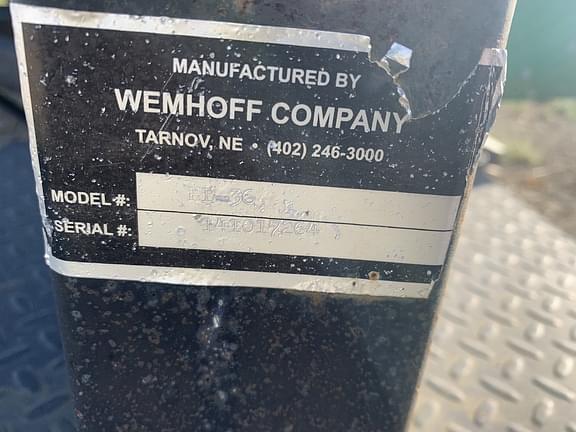 MANUFACTURED BY
WEMHOFF COMPANY
TARNOV, NE • (402) 246-3000
MODEL #:
SERIAL #: